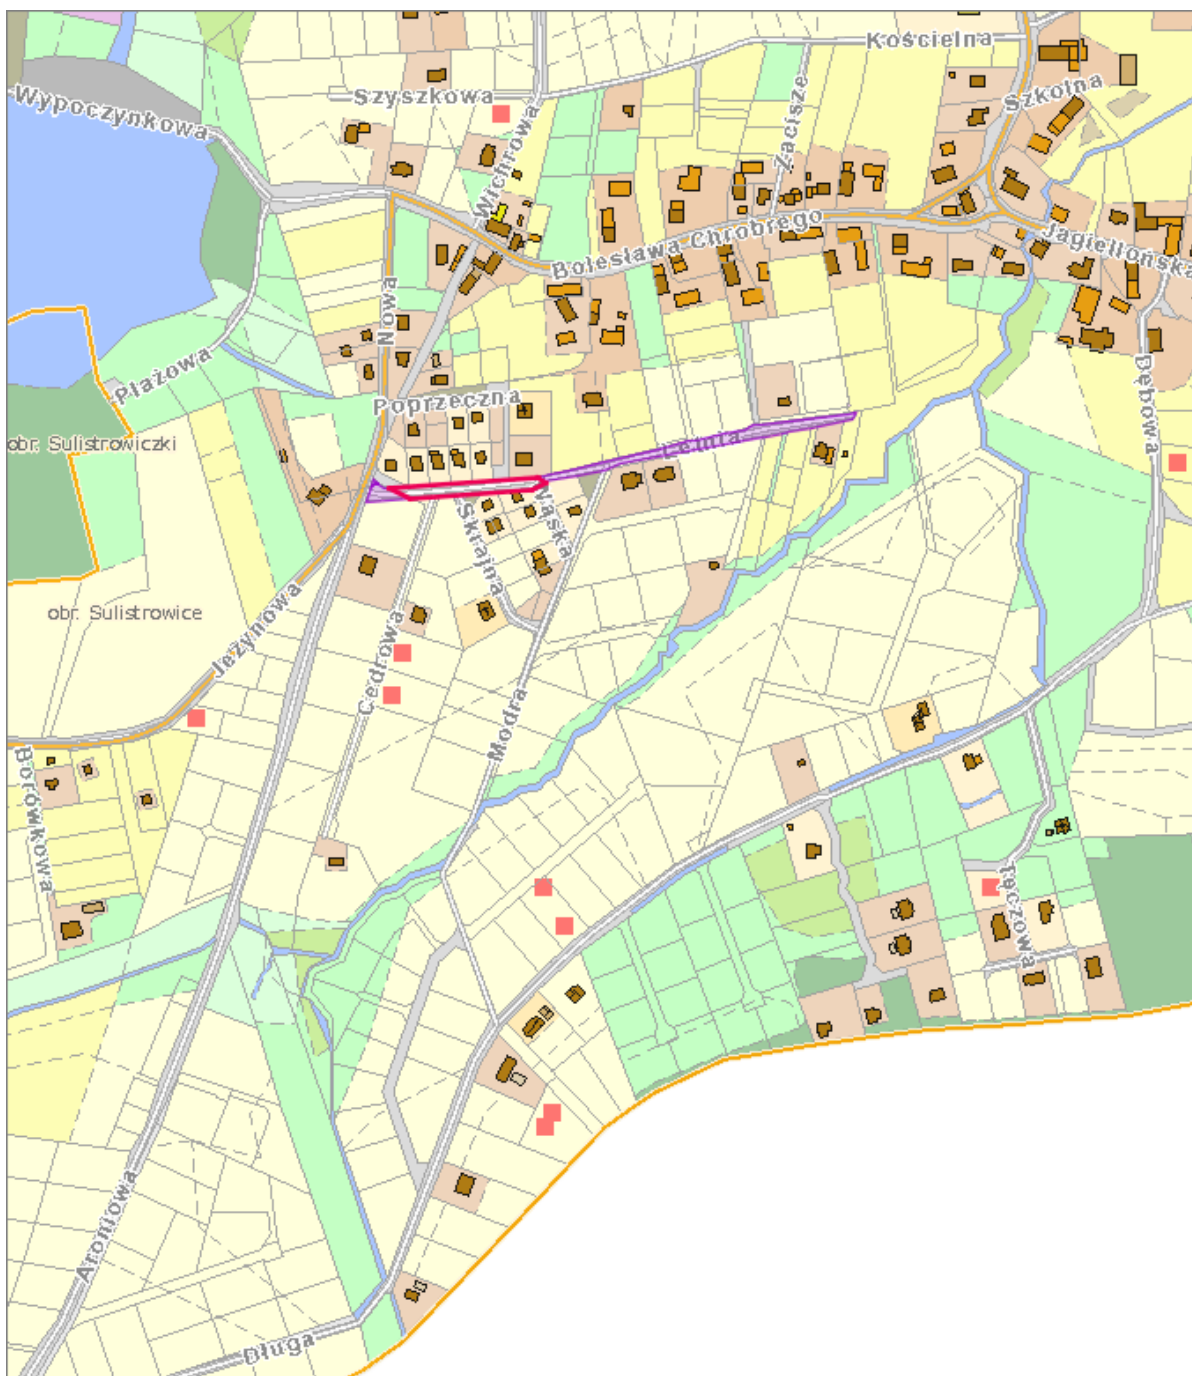 Kościelna
Szkolna
Szyszkowa
Wypoczynkowa
Zacisze
Wichrowa
Bolesława Chrobrego
Jagiellońska
Nowa
Plażowa
Poprzeczna
Dębowa
obr. Sulistrowiczki
Letnia
Wąska
Skrajna
obr. Sulistrowice
Jeżynowa
Cedrowa
Modra
Borówkowa
Tęczowa
Aroniowa
Długa